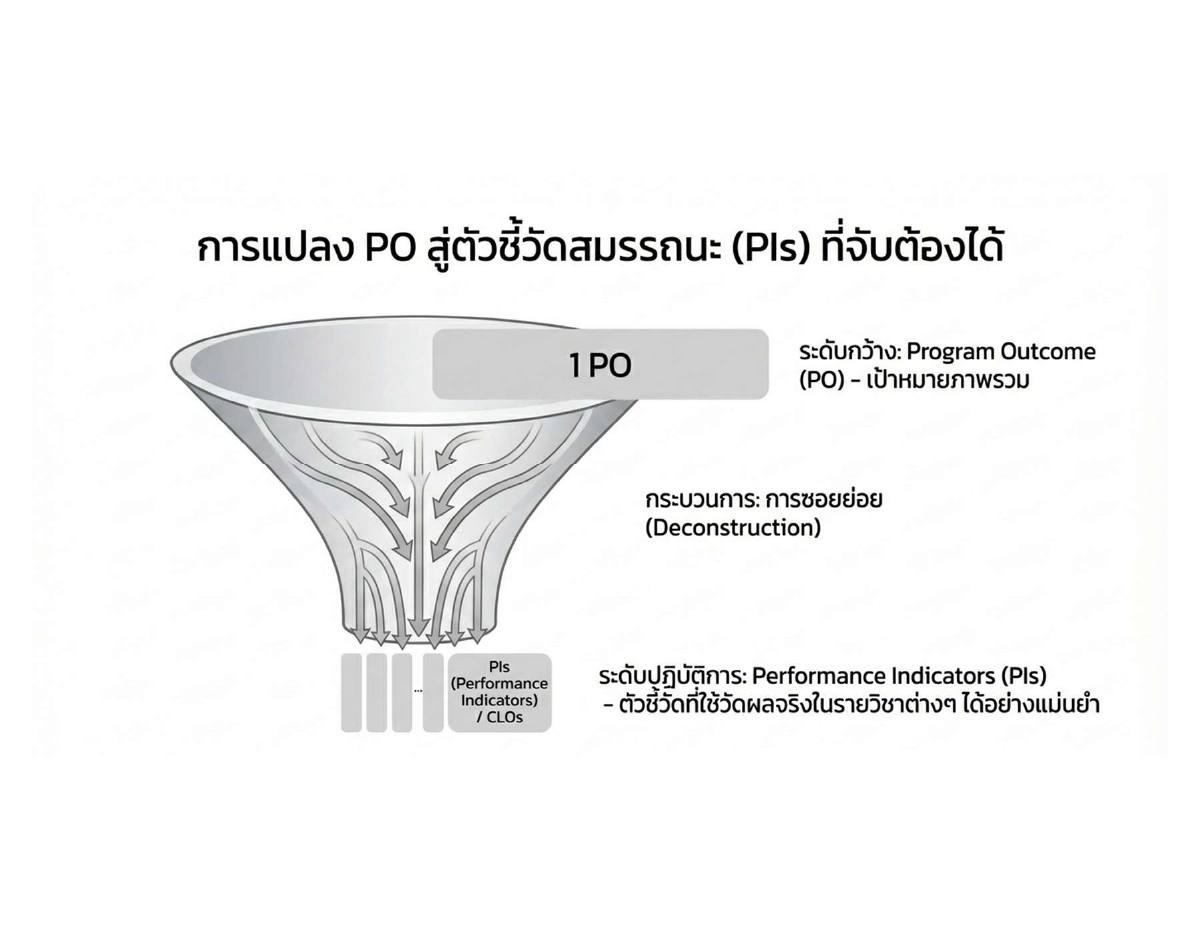 การแปลง PO สู่ตัวชี้วัดสมรรถนะ (PIs) ที่จับต้องได้
1 PO
ระดับกว้าง: Program Outcome
(PO) - เป้าหมายภาพรวม
กระบวนการ: การซอยย่อย
(Deconstruction)
...
PIs
(Performance
Indicators)
/ CLOs
ระดับปฏิบัติการ: Performance Indicators (PIs)
- ตัวชี้วัดที่ใช้วัดผลจริงในรายวิชาต่างๆ ได้อย่างแม่นยำ